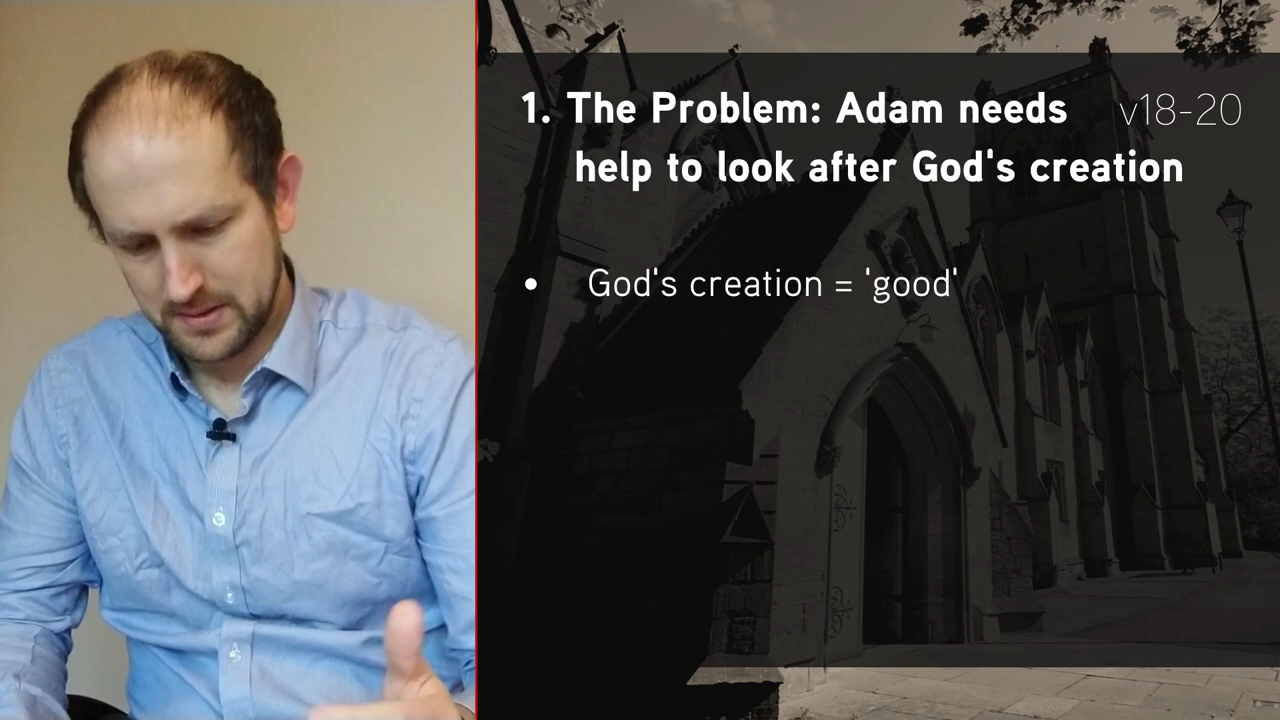 1. The Problem: Adam needs v18-20
help to look after God's creation
• God's creation = 'good'